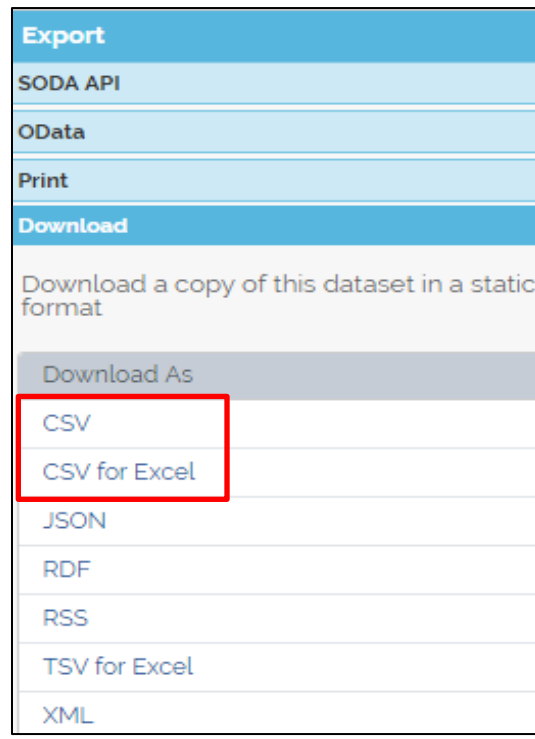 Export
SODA API
OData
Print
Download
Download a copy of this dataset in a static
format
Download As
CSV
CSV for Excel
JSON
RDF
RSS
TSV for Excel
XML